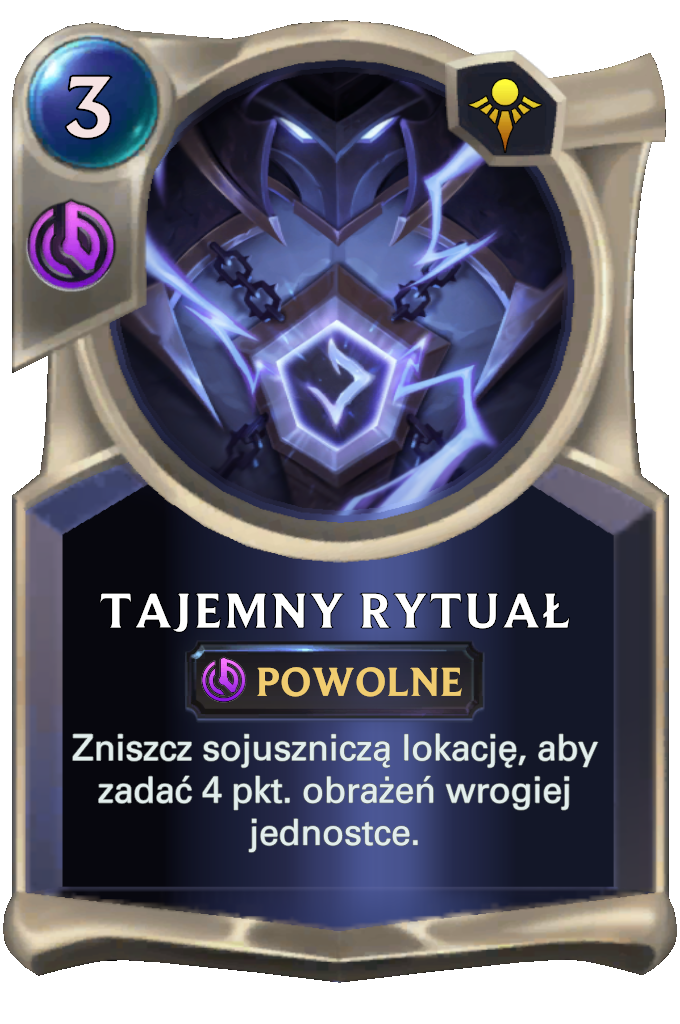 3
TAJEMNY RYTUAŁ
POWOLNE
Zniszcz sojuszniczą lokację, aby
zadać 4 pkt. obrażeń wrogiej
jednostce.